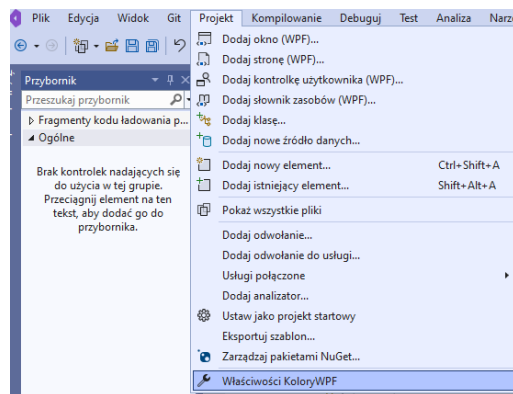 Plik Edycja Widok Git Projekt Kompilowanie Debuguj Test Analiza
Przybornik
Przeszukaj przybornik
Fragmenty kodu ładowania p...
Ogólne
Brak kontrolek nadających się
do użycia w tej grupie.
Przeciągnij element na ten
tekst, aby dodać go do
przybornika.
Dodaj okno (WPF)...
Dodaj stronę (WPF)...
Dodaj kontrolkę użytkownika (WPF)...
Dodaj słownik zasobów (WPF)...
Dodaj klasę...
Dodaj nowe źródło danych...
Dodaj nowy element... Ctrl+Shift+A
Dodaj istniejący element... Shift+Alt+A
Pokaż wszystkie pliki
Dodaj odwołanie...
Dodaj odwołanie do usługi...
Usługi połączone
Dodaj analizator...
Ustaw jako projekt startowy
Eksportuj szablon...
Zarządzaj pakietami NuGet...
Właściwości KoloryWPF